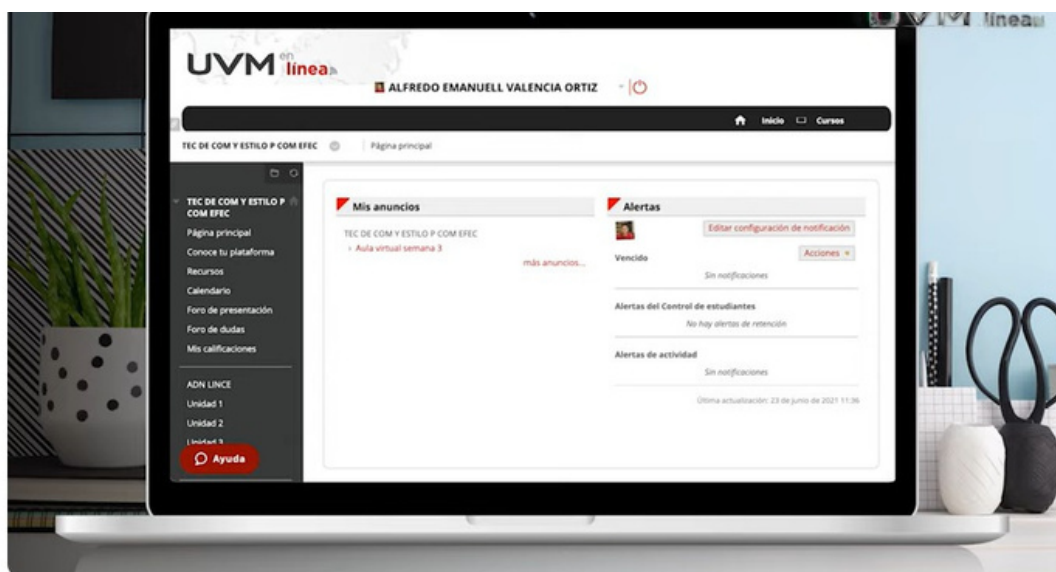 UVM en línea
línea
ALFREDO EMANUELL VALENCIA ORTIZ
Inicio Cursos
TEC DE COM Y ESTILO P COM EFEC Página principal
TEC DE COM Y ESTILO P
COM EFEC
Página principal
Conoce tu plataforma
Recursos
Calendario
Foro de presentación
Foro de dudas
Mis calificaciones
ADN LINCE
Unidad 1
Unidad 2
Unidad 3
Ayuda
Mis anuncios
TEC DE COM Y ESTILO P COM EFEC
Aula virtual semana 3
más anuncios...
Alertas
Editar configuración de notificación
Vencido
Acciones
Sin notificaciones
Alertas del Control de estudiantes
No hay alertas de retención
Alertas de actividad
Sin notificaciones
Última actualización: 23 de junio de 2021 11:36